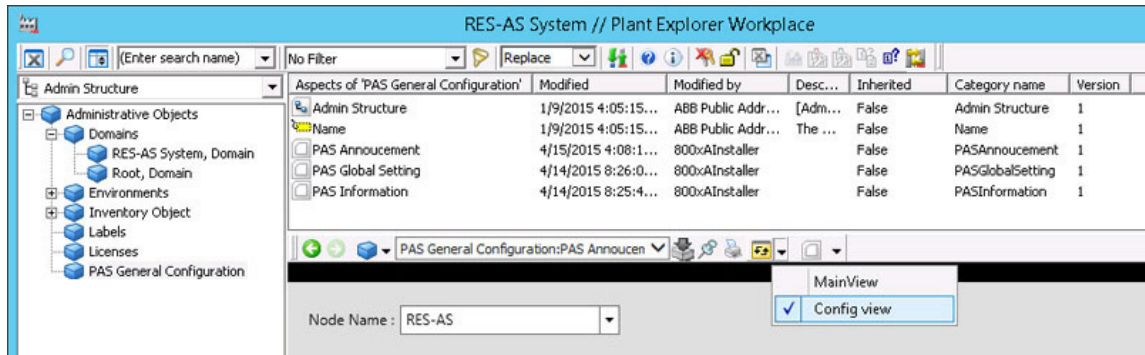 RES-AS System // Plant Explorer Workplace
(Enter search name) No Filter Replace
Admin Structure
Administrative Objects
Domains
RES-AS System, Domain
Root, Domain
Environments
Inventory Object
Labels
Licenses
PAS General Configuration
Aspects of 'PAS General Configuration' Modified Modified by Desc... Inherited Category name Version
Admin Structure 1/9/2015 4:05:15... ABB Public Addr... [Adm... False Admin Structure 1
Name 1/9/2015 4:05:15... ABB Public Addr... The ... False Name 1
PAS Annoucement 4/15/2015 4:08:1... 800xAInstaller False PASAnnoucement 1
PAS Global Setting 4/14/2015 8:26:0... 800xAInstaller False PASGlobalSetting 1
PAS Information 4/14/2015 8:25:4... 800xAInstaller False PASInformation 1
PAS General Configuration:PAS Annoucen
MainView
Config view
Node Name : RES-AS